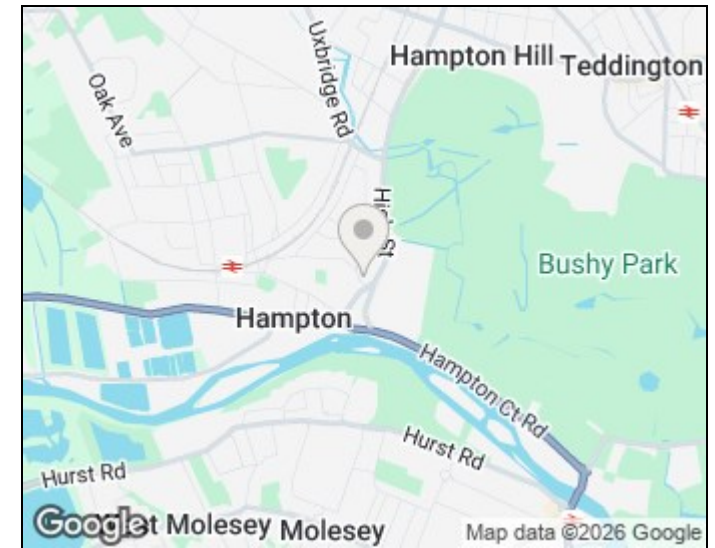 Hampton Hill
Teddington
Uxbridge Rd
Oak Ave
High St
Bushy Park
Hampton
Hampton Ct Rd
Hurst Rd
Hurst Rd
Google
West Molesey
Molesey
Map data ©2026 Google